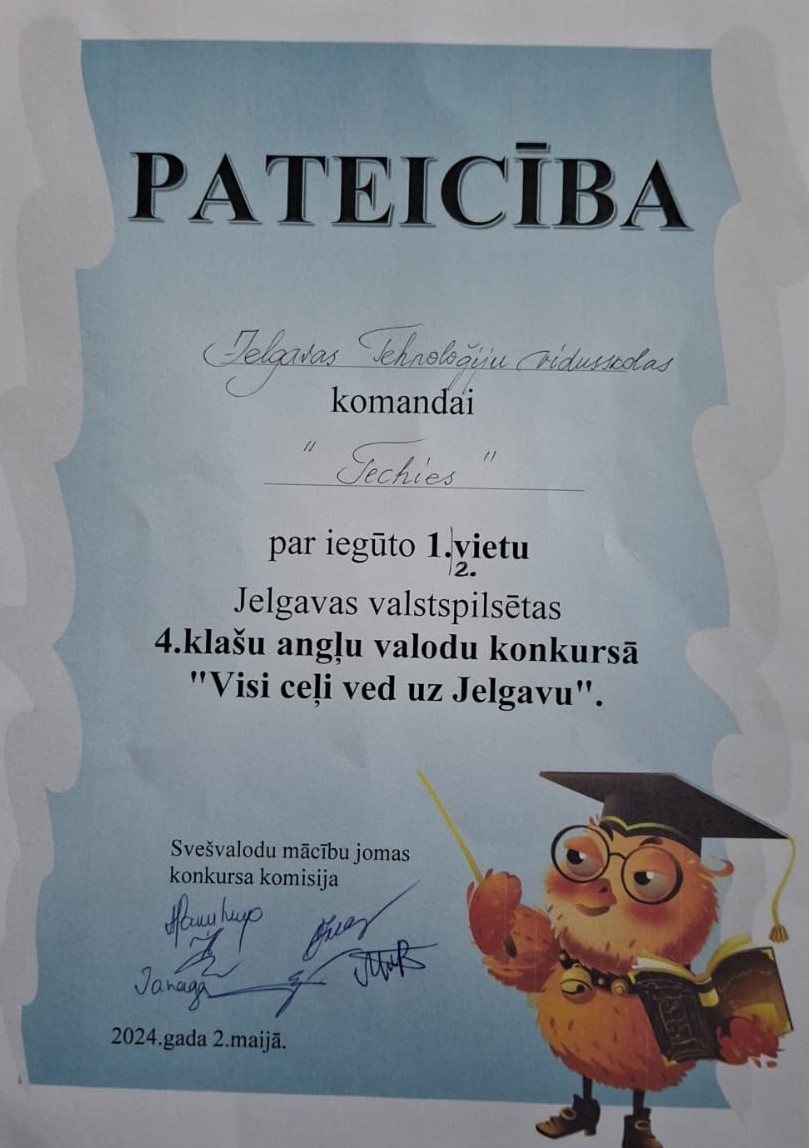 PATEICĪBA
Jelgavas Tehnoloģiju vidusskolas
komandai
" Techies "
par iegūto 1.vietu
2.
Jelgavas valstspilsētas
4.klašu angļu valodu konkursā
"Visi ceļi ved uz Jelgavu".
Svešvalodu mācību jomas
konkursa komisija
2024.gada 2.maijā.